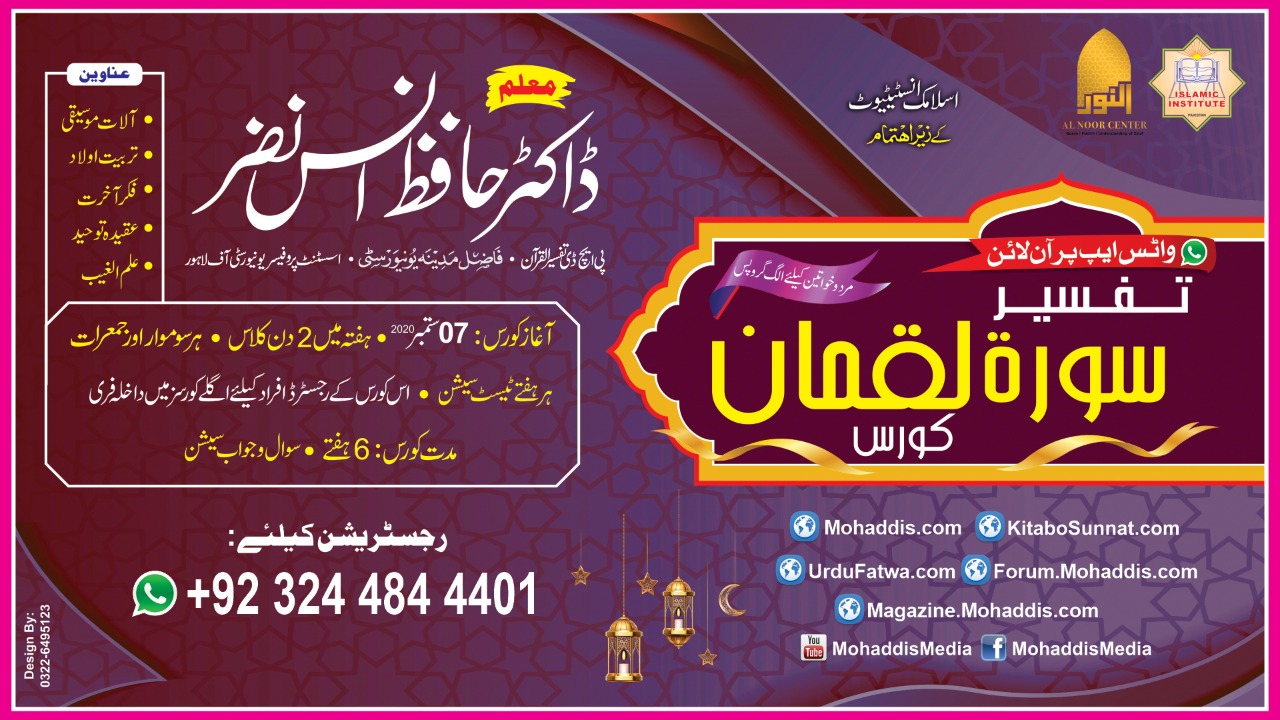 عناوین
آلات موسیقی
تربیت اولاد
فکر آخرت
عقیدہ توحید
علم الغیب
معلم
ڈاکٹر حافظ انس نضر
پی ایچ ڈی تفسیر القرآن • فاضل مدینہ یونیورسٹی • اسسٹنٹ پروفیسر یونیورسٹی آف لاہور
اسلامک انسٹیٹیوٹ
کے زیر اہتمام
النور
AL NOOR CENTER
ISLAMIC
INSTITUTE
PAKISTAN
واٹس ایپ پر آن لائن
مرد و خواتین کیلئے الگ گروپس
تفسیر
سورۃ لقمان
کورس
آغاز کورس: 07 ستمبر 2020 • ہفتہ میں 2 دن کلاس • ہر سوموار اور جمعرات
ہر ہفتے ٹیسٹ سیشن • اس کورس کے رجسٹرڈ افراد کیلئے اگلے کورسز میں داخلہ فری
مدت کورس: 6 ہفتے • سوال و جواب سیشن
رجسٹریشن کیلئے:
+92 324 484 4401
Mohaddis.com KitaboSunnat.com
UrduFatwa.com Forum.Mohaddis.com
Magazine.Mohaddis.com
You Tube MohaddisMedia f MohaddisMedia
Design By:
0322-6495123